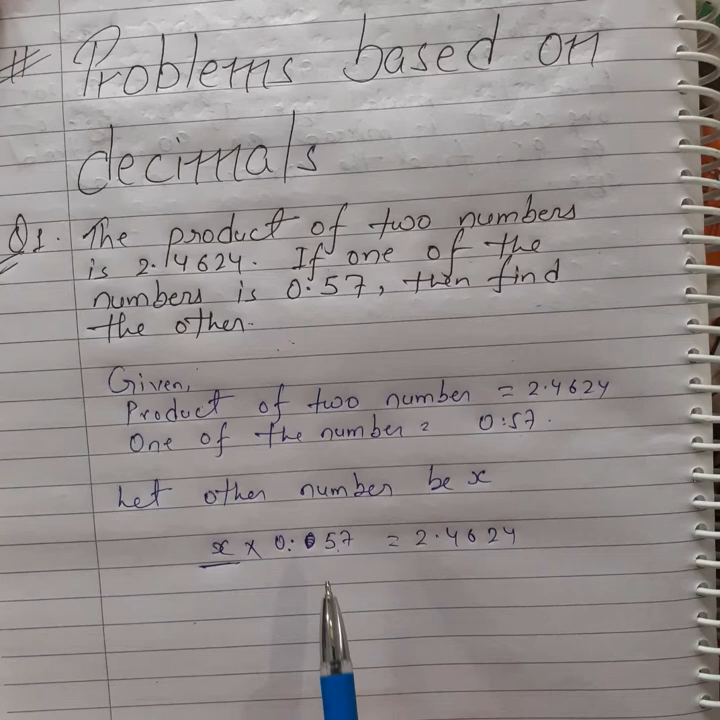 # Problems based on
decimals
Q1. The product of two numbers
is 2.4624. If one of the
numbers is 0.57, then find
the other.
Given,
Product of two number = 2.4624
One of the number = 0.57.
Let other number be x
x × 0.57 = 2.4624